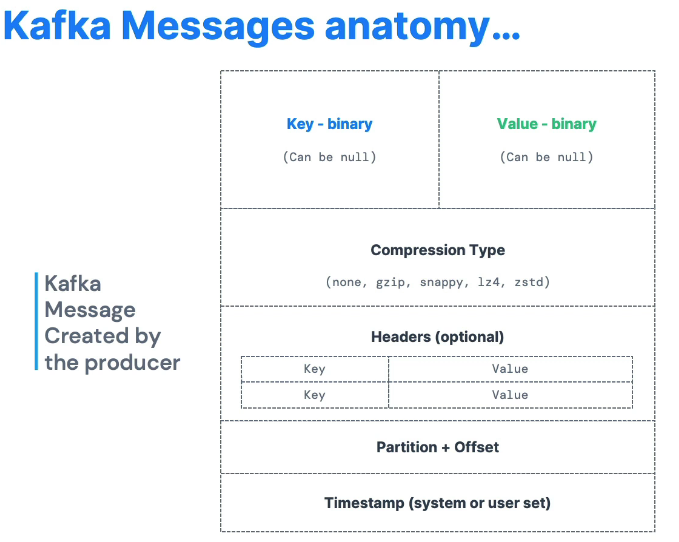 Kafka Messages anatomy...
Key - binary
(Can be null)
Value - binary
(Can be null)
Compression Type
(none, gzip, snappy, lz4, zstd)
Kafka
Message
Created by
the producer
Headers (optional)
Key Value
Key Value
Partition + Offset
Timestamp (system or user set)